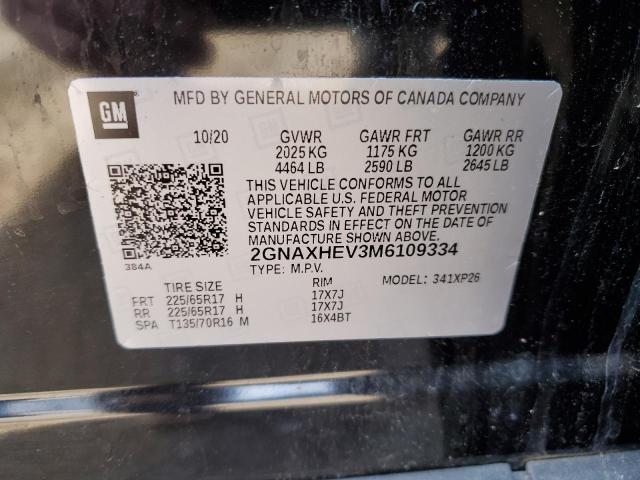 GM
MFD BY GENERAL MOTORS OF CANADA COMPANY
10/20 GVWR GAWR FRT GAWR RR
2025 KG 1175 KG 1200 KG
4464 LB 2590 LB 2645 LB
THIS VEHICLE CONFORMS TO ALL
APPLICABLE U.S. FEDERAL MOTOR
VEHICLE SAFETY AND THEFT PREVENTION
STANDARDS IN EFFECT ON THE DATE OF
MANUFACTURE SHOWN ABOVE.
384A
2GNAXHEV3M6109334
TYPE: M.P.V. MODEL: 341XP26
TIRE SIZE RIM
FRT 225/65R17 H 17X7J
RR 225/65R17 H 17X7J
SPA T135/70R16 M 16X4BT